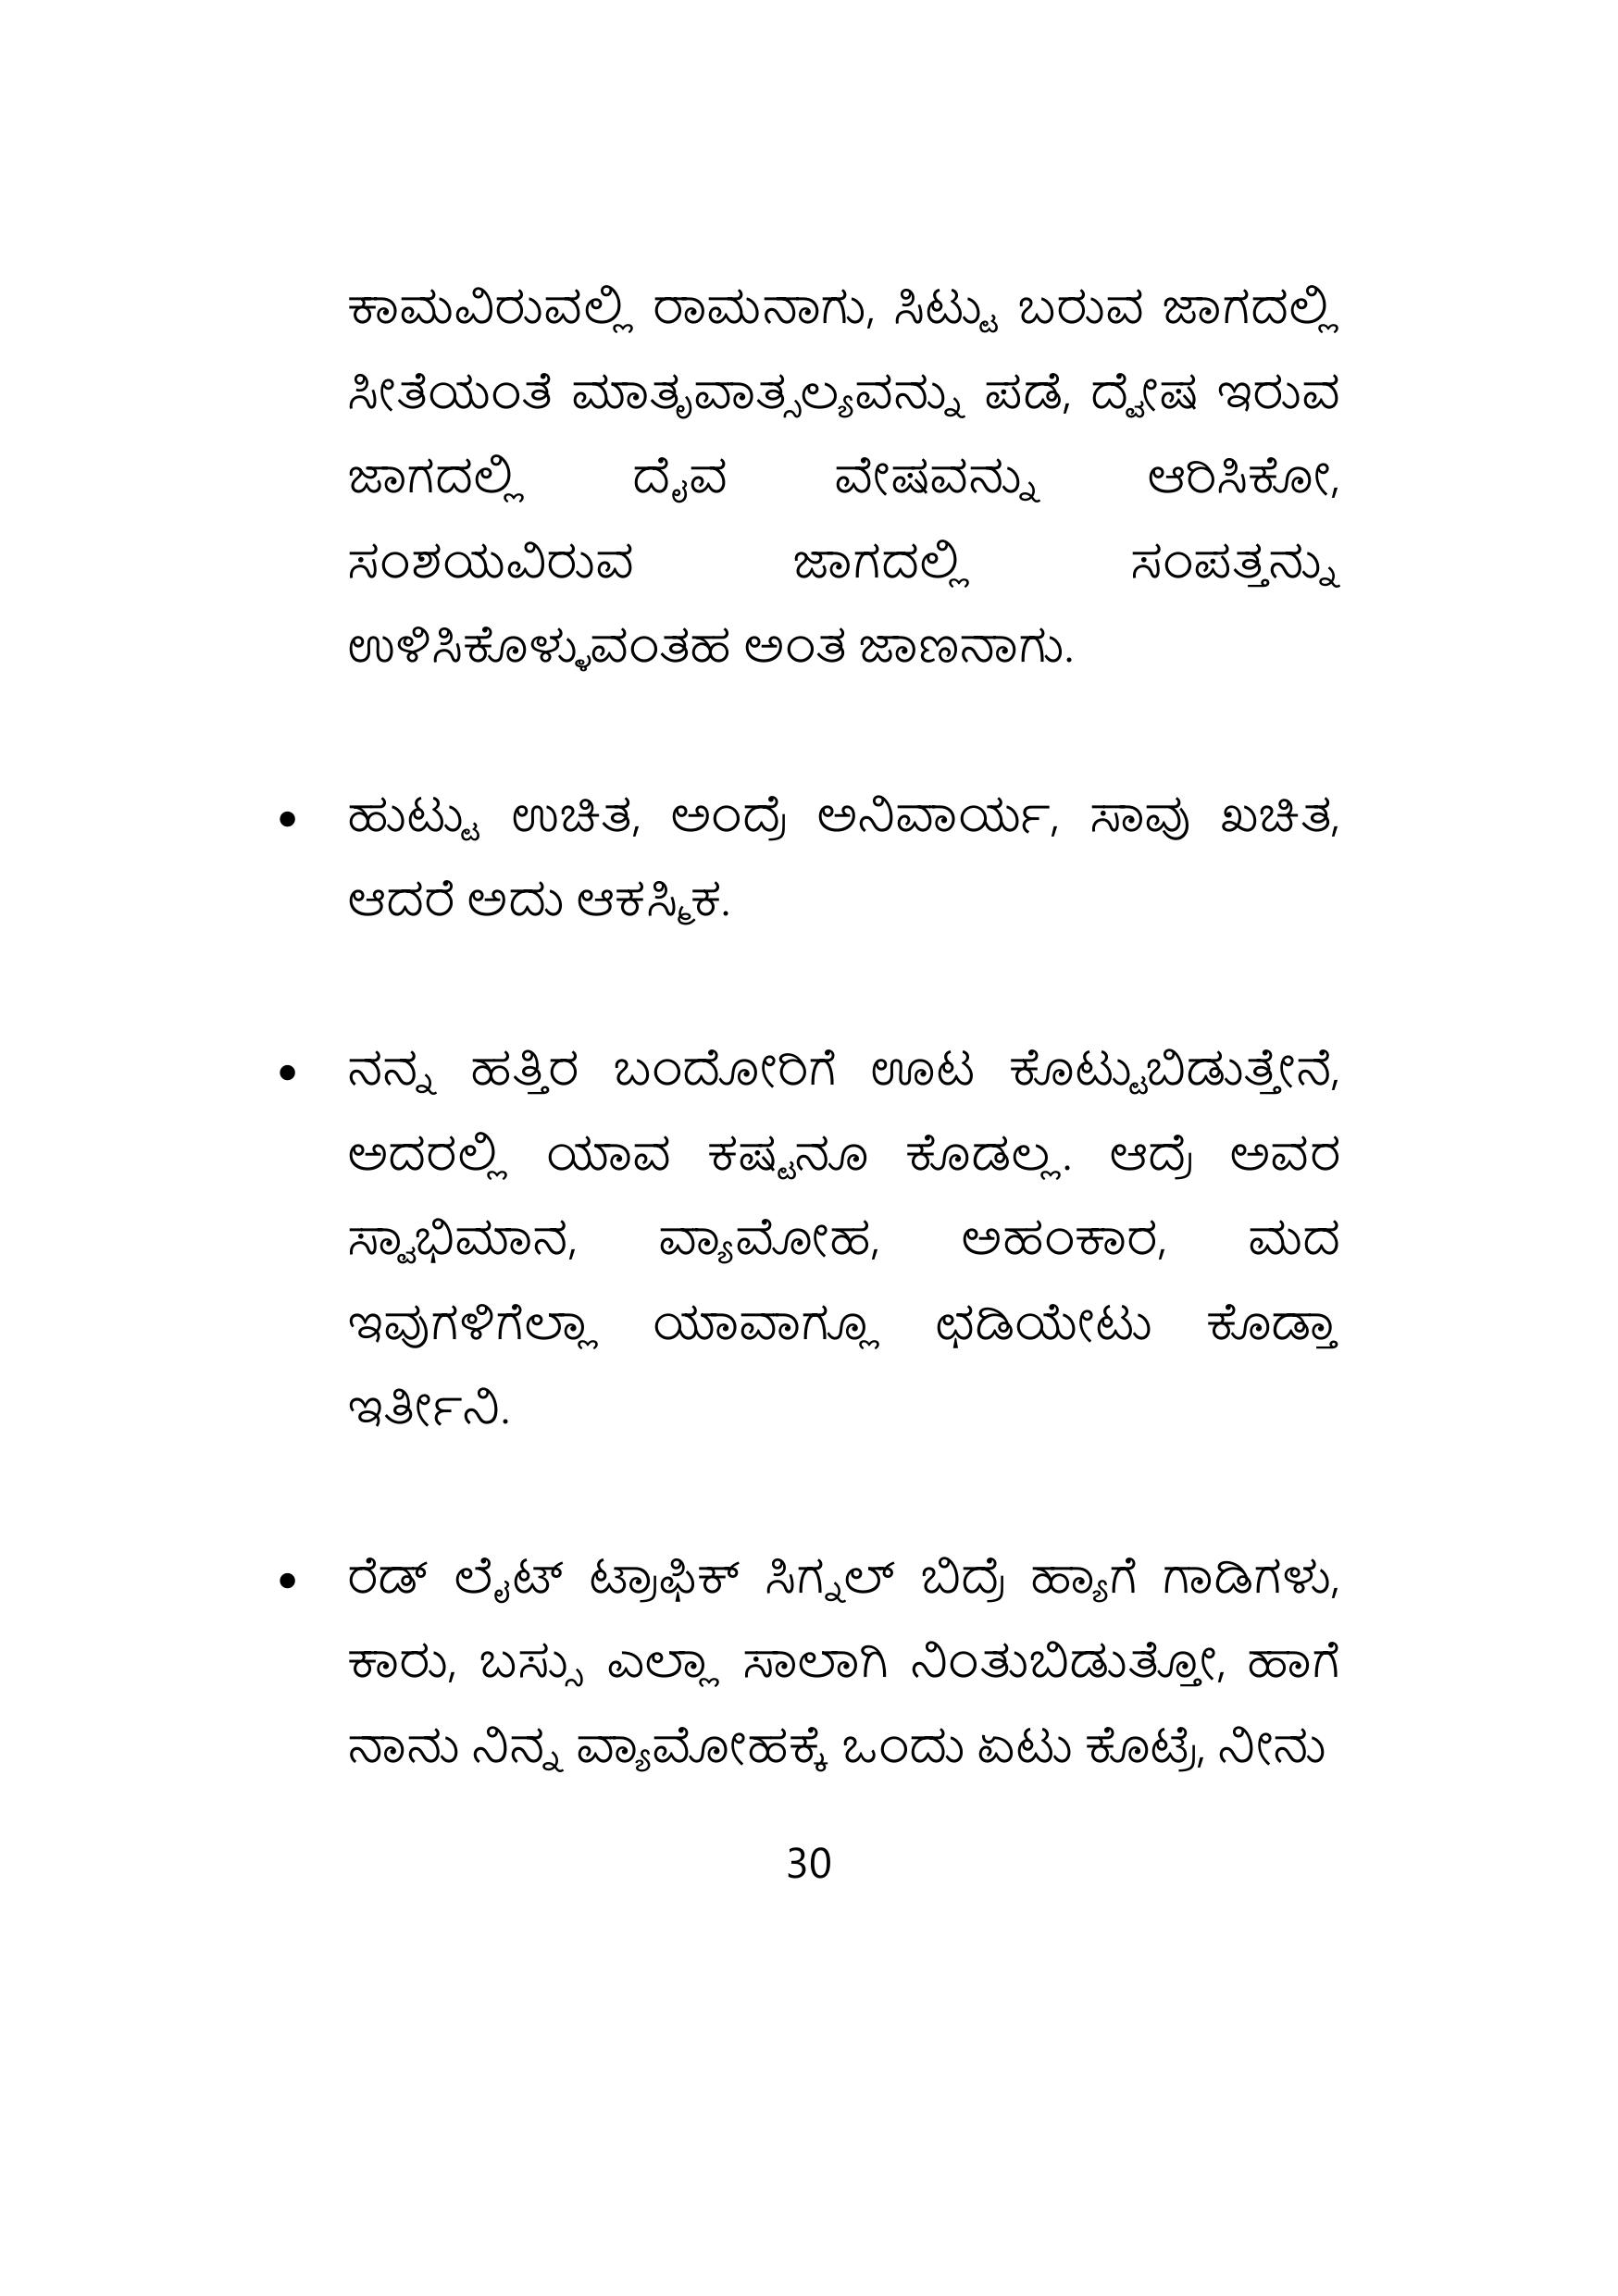 ಕಾಮವಿರುವಲ್ಲಿ ರಾಮನಾಗು, ಸಿಟ್ಟು ಬರುವ ಜಾಗದಲ್ಲಿ
ಸೀತೆಯಂತೆ ಮಾತೃವಾತ್ಸಲ್ಯವನ್ನು ಪಡೆ, ದ್ವೇಷ ಇರುವ
ಜಾಗದಲ್ಲಿ ದೈವ ವೇಷವನ್ನು ಆರಿಸಿಕೋ,
ಸಂಶಯವಿರುವ ಜಾಗದಲ್ಲಿ ಸಂಪತ್ತನ್ನು
ಉಳಿಸಿಕೊಳ್ಳುವಂತಹ ಅಂತ ಜಾಣನಾಗು.
• ಹುಟ್ಟು ಉಚಿತ, ಅಂದ್ರೆ ಅನಿವಾರ್ಯ, ಸಾವು ಖಚಿತ,
ಆದರೆ ಅದು ಆಕಸ್ಮಿಕ.
• ನನ್ನ ಹತ್ತಿರ ಬಂದೋರಿಗೆ ಊಟ ಕೊಟ್ಟುಬಿಡುತ್ತೇನೆ,
ಅದರಲ್ಲಿ ಯಾವ ಕಷ್ಟನೂ ಕೊಡಲ್ಲ. ಆದ್ರೆ ಅವರ
ಸ್ವಾಭಿಮಾನ, ವ್ಯಾಮೋಹ, ಅಹಂಕಾರ, ಮದ
ಇವುಗಳಿಗೆಲ್ಲಾ ಯಾವಾಗ್ಲೂ ಛಡಿಯೇಟು ಕೊಡ್ತಾ
ಇರ್ತೀನಿ.
• ರೆಡ್ ಲೈಟ್ ಟ್ರಾಫಿಕ್ ಸಿಗ್ನಲ್ ಬಿದ್ರೆ ಹ್ಯಾಗೆ ಗಾಡಿಗಳು,
ಕಾರು, ಬಸ್ಸು ಎಲ್ಲಾ ಸಾಲಾಗಿ ನಿಂತುಬಿಡುತ್ತೋ, ಹಾಗೆ
ನಾನು ನಿನ್ನ ವ್ಯಾಮೋಹಕ್ಕೆ ಒಂದು ಏಟು ಕೊಟ್ರೆ, ನೀನು
30